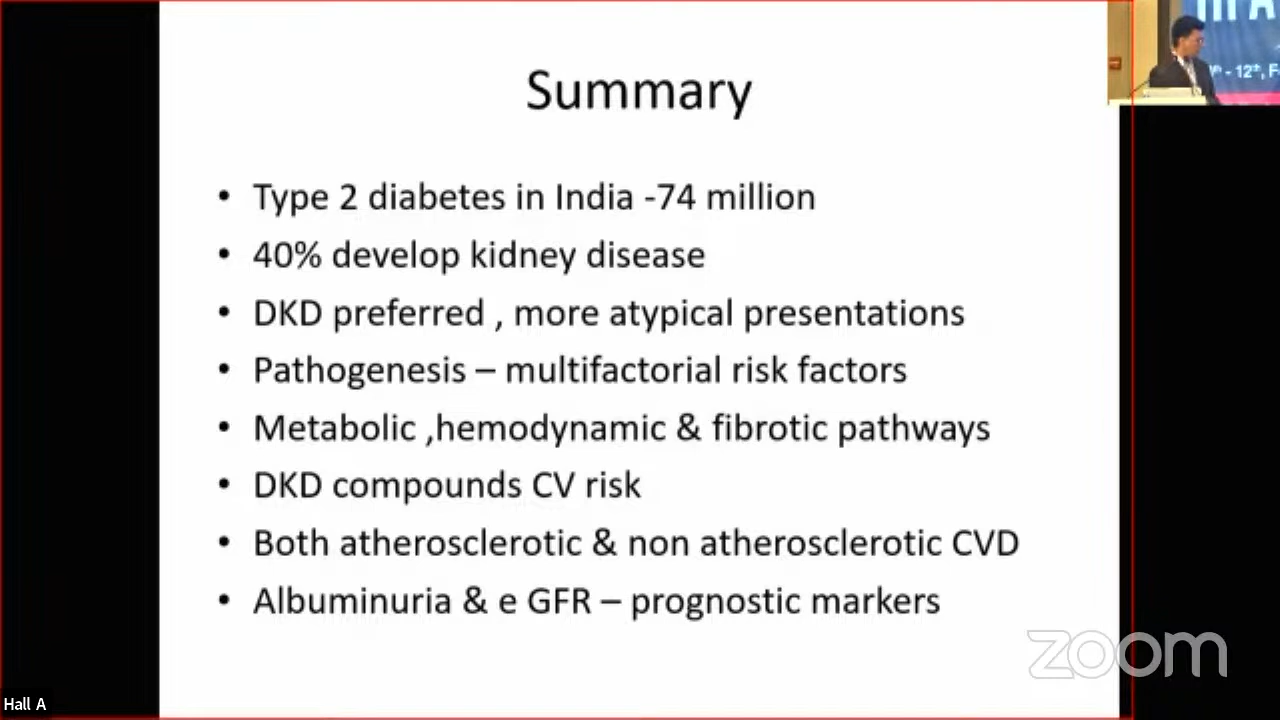 Summary
• Type 2 diabetes in India -74 million
• 40% develop kidney disease
• DKD preferred , more atypical presentations
• Pathogenesis – multifactorial risk factors
• Metabolic ,hemodynamic & fibrotic pathways
• DKD compounds CV risk
• Both atherosclerotic & non atherosclerotic CVD
• Albuminuria & e GFR – prognostic markers
zoom
Hall A